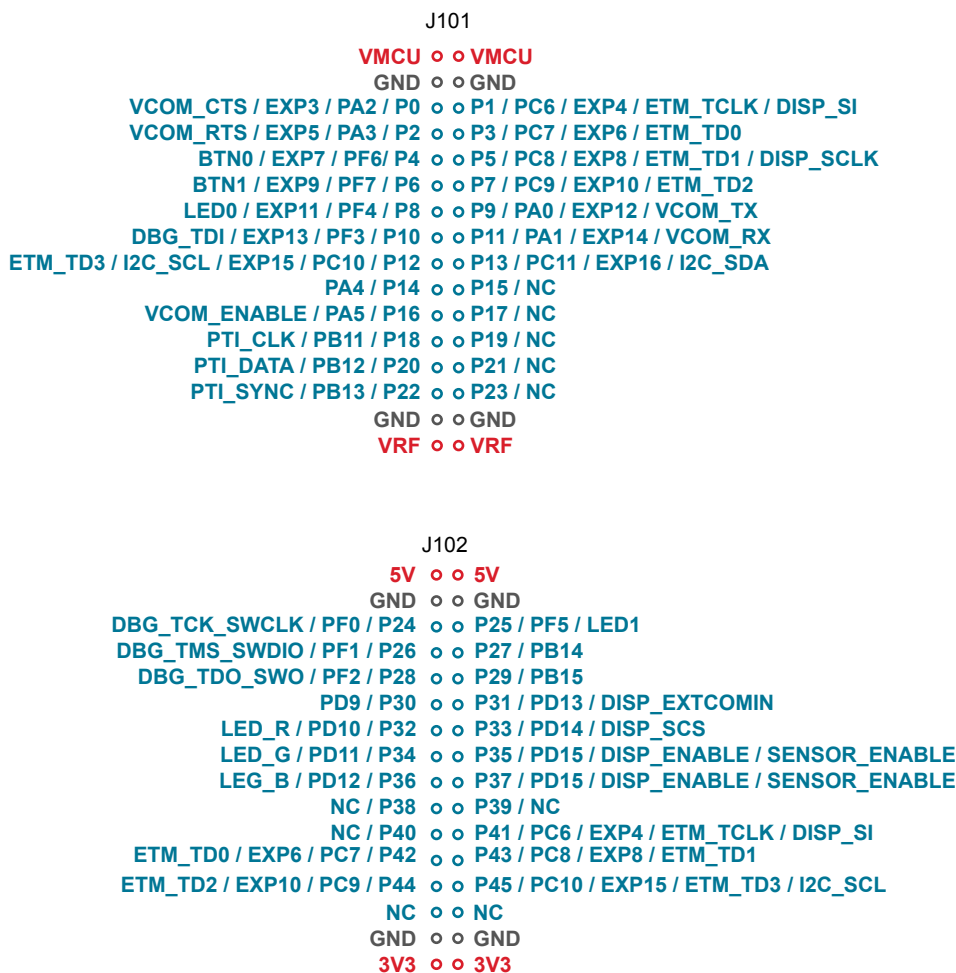 J101
VMCU VMCU
GND GND
VCOM_CTS / EXP3 / PA2 / P0 P1 / PC6 / EXP4 / ETM_TCLK / DISP_SI
VCOM_RTS / EXP5 / PA3 / P2 P3 / PC7 / EXP6 / ETM_TD0
BTN0 / EXP7 / PF6/ P4 P5 / PC8 / EXP8 / ETM_TD1 / DISP_SCLK
BTN1 / EXP9 / PF7 / P6 P7 / PC9 / EXP10 / ETM_TD2
LED0 / EXP11 / PF4 / P8 P9 / PA0 / EXP12 / VCOM_TX
DBG_TDI / EXP13 / PF3 / P10 P11 / PA1 / EXP14 / VCOM_RX
ETM_TD3 / I2C_SCL / EXP15 / PC10 / P12 P13 / PC11 / EXP16 / I2C_SDA
PA4 / P14 P15 / NC
VCOM_ENABLE / PA5 / P16 P17 / NC
PTI_CLK / PB11 / P18 P19 / NC
PTI_DATA / PB12 / P20 P21 / NC
PTI_SYNC / PB13 / P22 P23 / NC
GND GND
VRF VRF
J102
5V 5V
GND GND
DBG_TCK_SWCLK / PF0 / P24 P25 / PF5 / LED1
DBG_TMS_SWDIO / PF1 / P26 P27 / PB14
DBG_TDO_SWO / PF2 / P28 P29 / PB15
PD9 / P30 P31 / PD13 / DISP_EXTCOMIN
LED_R / PD10 / P32 P33 / PD14 / DISP_SCS
LED_G / PD11 / P34 P35 / PD15 / DISP_ENABLE / SENSOR_ENABLE
LEG_B / PD12 / P36 P37 / PD15 / DISP_ENABLE / SENSOR_ENABLE
NC / P38 P39 / NC
NC / P40 P41 / PC6 / EXP4 / ETM_TCLK / DISP_SI
ETM_TD0 / EXP6 / PC7 / P42 P43 / PC8 / EXP8 / ETM_TD1
ETM_TD2 / EXP10 / PC9 / P44 P45 / PC10 / EXP15 / ETM_TD3 / I2C_SCL
NC NC
GND GND
3V3 3V3